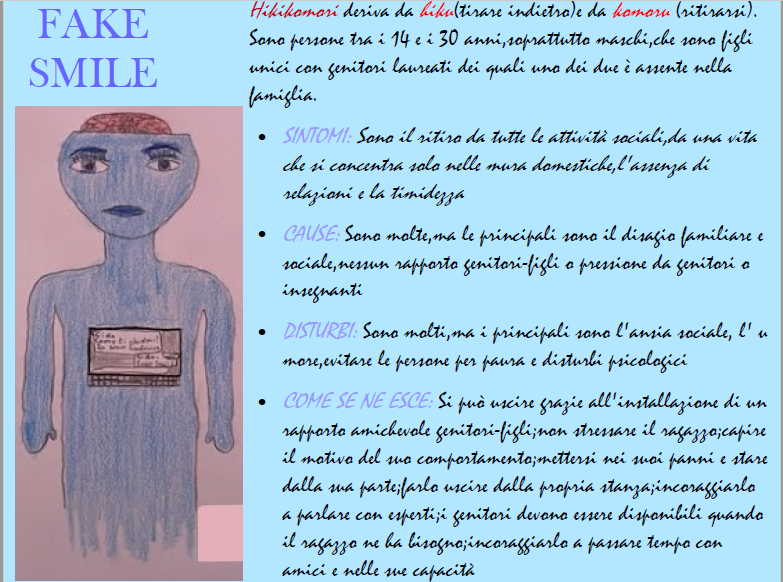 FAKE
SMILE
Hikikomori deriva da hiku(tirare indietro)e da komoru (ritirarsi).
Sono persone tra i 14 e i 30 anni,soprattutto maschi,che sono figli
unici con genitori laureati dei quali uno dei due è assente nella
famiglia.
• SINTOMI: Sono il ritiro da tutte le attività sociali,da una vita
che si concentra solo nelle mura domestiche,l'assenza di
relazioni e la timidezza
• CAUSE: Sono molte,ma le principali sono il disagio familiare e
sociale,nessun rapporto genitori-figli o pressione da genitori o
insegnanti
• DISTURBI: Sono molti,ma i principali sono l'ansia sociale, l' u
more,evitare le persone per paura e disturbi psicologici
• COME SE NE ESCE: Si può uscire grazie all'installazione di un
rapporto amichevole genitori-figli;non stressare il ragazzo;capire
il motivo del suo comportamento;mettersi nei suoi panni e stare
dalla sua parte;farlo uscire dalla propria stanza;incoraggiarlo
a parlare con esperti;i genitori devono essere disponibili quando
il ragazzo ne ha bisogno;incoraggiarlo a passare tempo con
amici e nelle sue capacità